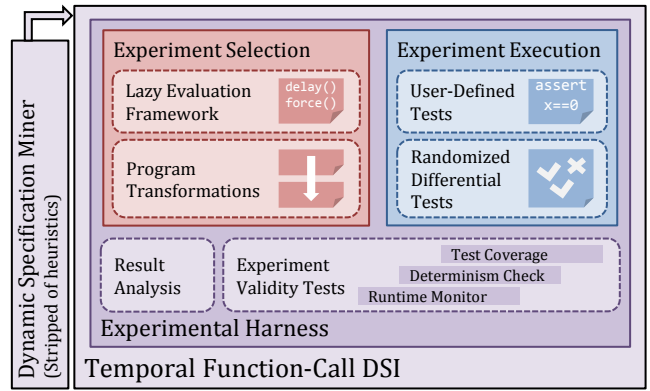 Dynamic Specification Miner
(Stripped of heuristics)
Experiment Selection
Lazy Evaluation
Framework
delay()
force()
Program
Transformations
Experiment Execution
User-Defined
Tests
assert
x==0
Randomized
Differential
Tests
Result
Analysis
Experiment
Validity Tests
Test Coverage
Determinism Check
Runtime Monitor
Experimental Harness
Temporal Function-Call DSI